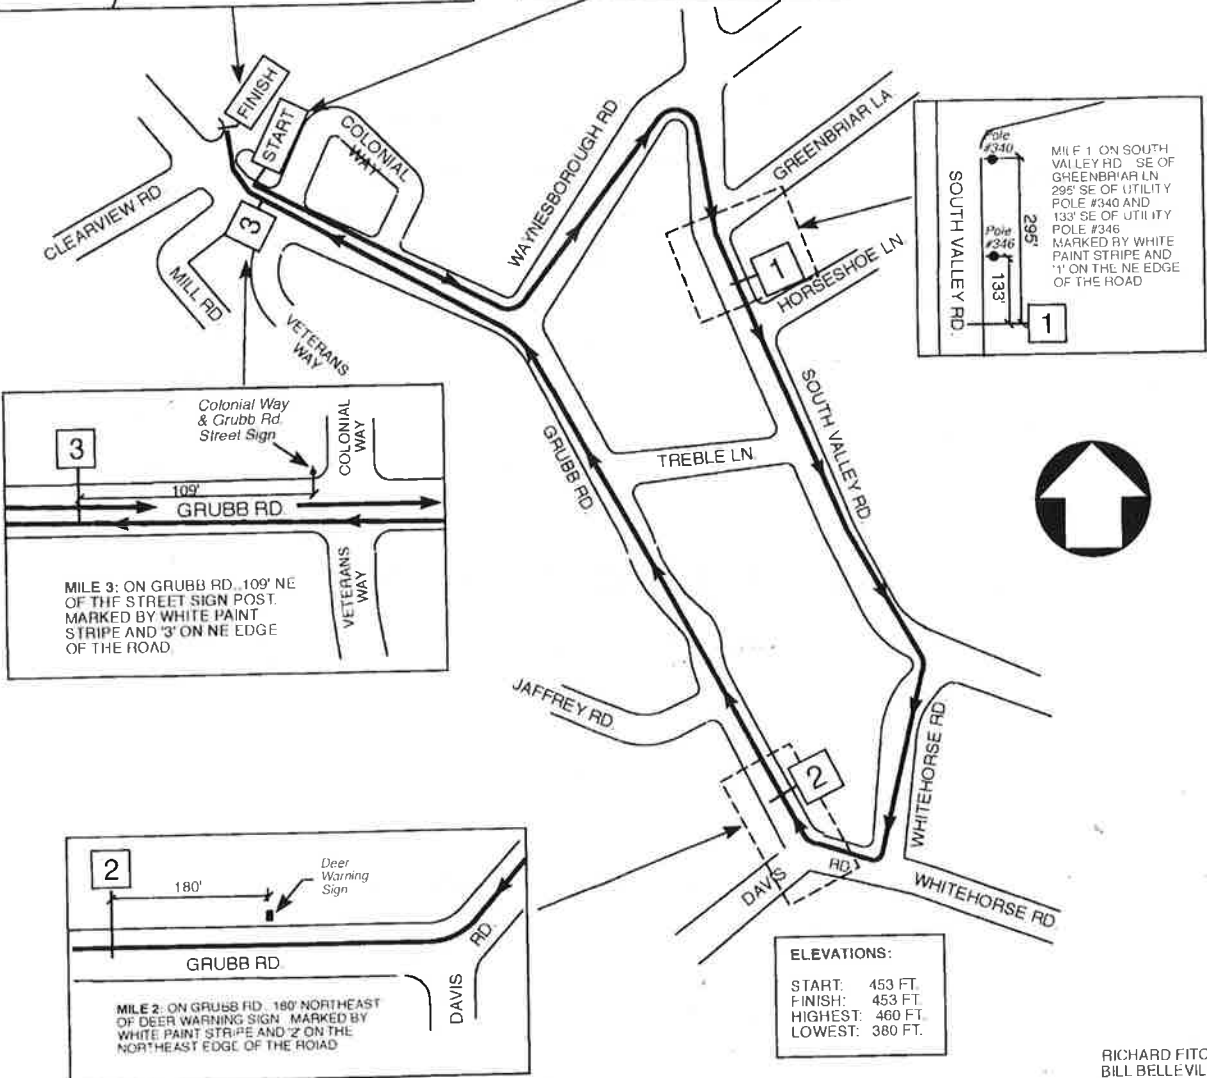 FINISH
START
COLONIAL
WAY
CLEARVIEW RD
MILL RD.
3
VETERANS
WAY
WAYNESBOROUGH RD
GREENBRIAR LA
HORSESHOE LN.
1
SOUTH VALLEY RD.
TREBLE LN.
GRUBB RD.
JAFFREY RD.
2
DAVIS
RD.
WHITEHORSE RD.
WHITEHORSE RD.
SOUTH VALLEY RD.
Pole
#340
Pole
#346
295'
133'
1
MILE 1 ON SOUTH
VALLEY RD SE OF
GREENBRIAR LN
295' SE OF UTILITY
POLE #340 AND
133' SE OF UTILITY
POLE #346
MARKED BY WHITE
PAINT STRIPE AND
'1' ON THE NE EDGE
OF THE ROAD
3
Colonial Way
& Grubb Rd.
Street Sign
COLONIAL
WAY
109'
GRUBB RD.
VETERANS
WAY
MILE 3: ON GRUBB RD., 109' NE
OF THE STREET SIGN POST.
MARKED BY WHITE PAINT
STRIPE AND '3' ON NE EDGE
OF THE ROAD
2
180'
Deer
Warning
Sign
GRUBB RD.
DAVIS
RD.
MILE 2: ON GRUBB RD., 180' NORTHEAST
OF DEER WARNING SIGN MARKED BY
WHITE PAINT STRIPE AND '2' ON THE
NORTHEAST EDGE OF THE ROIAD
ELEVATIONS:
START: 453 FT.
FINISH: 453 FT.
HIGHEST: 460 FT.
LOWEST: 380 FT.
RICHARD FITC
BILL BELLEVIL